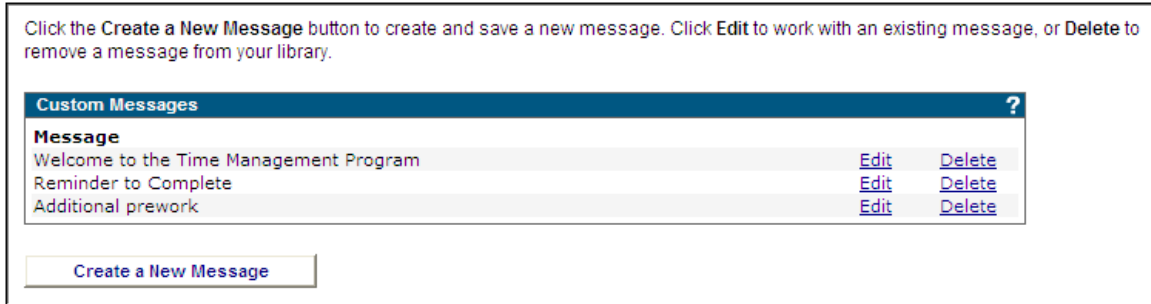 Click the Create a New Message button to create and save a new message. Click Edit to work with an existing message, or Delete to
remove a message from your library.
Custom Messages ?
Message
Welcome to the Time Management Program Edit Delete
Reminder to Complete Edit Delete
Additional prework Edit Delete
Create a New Message